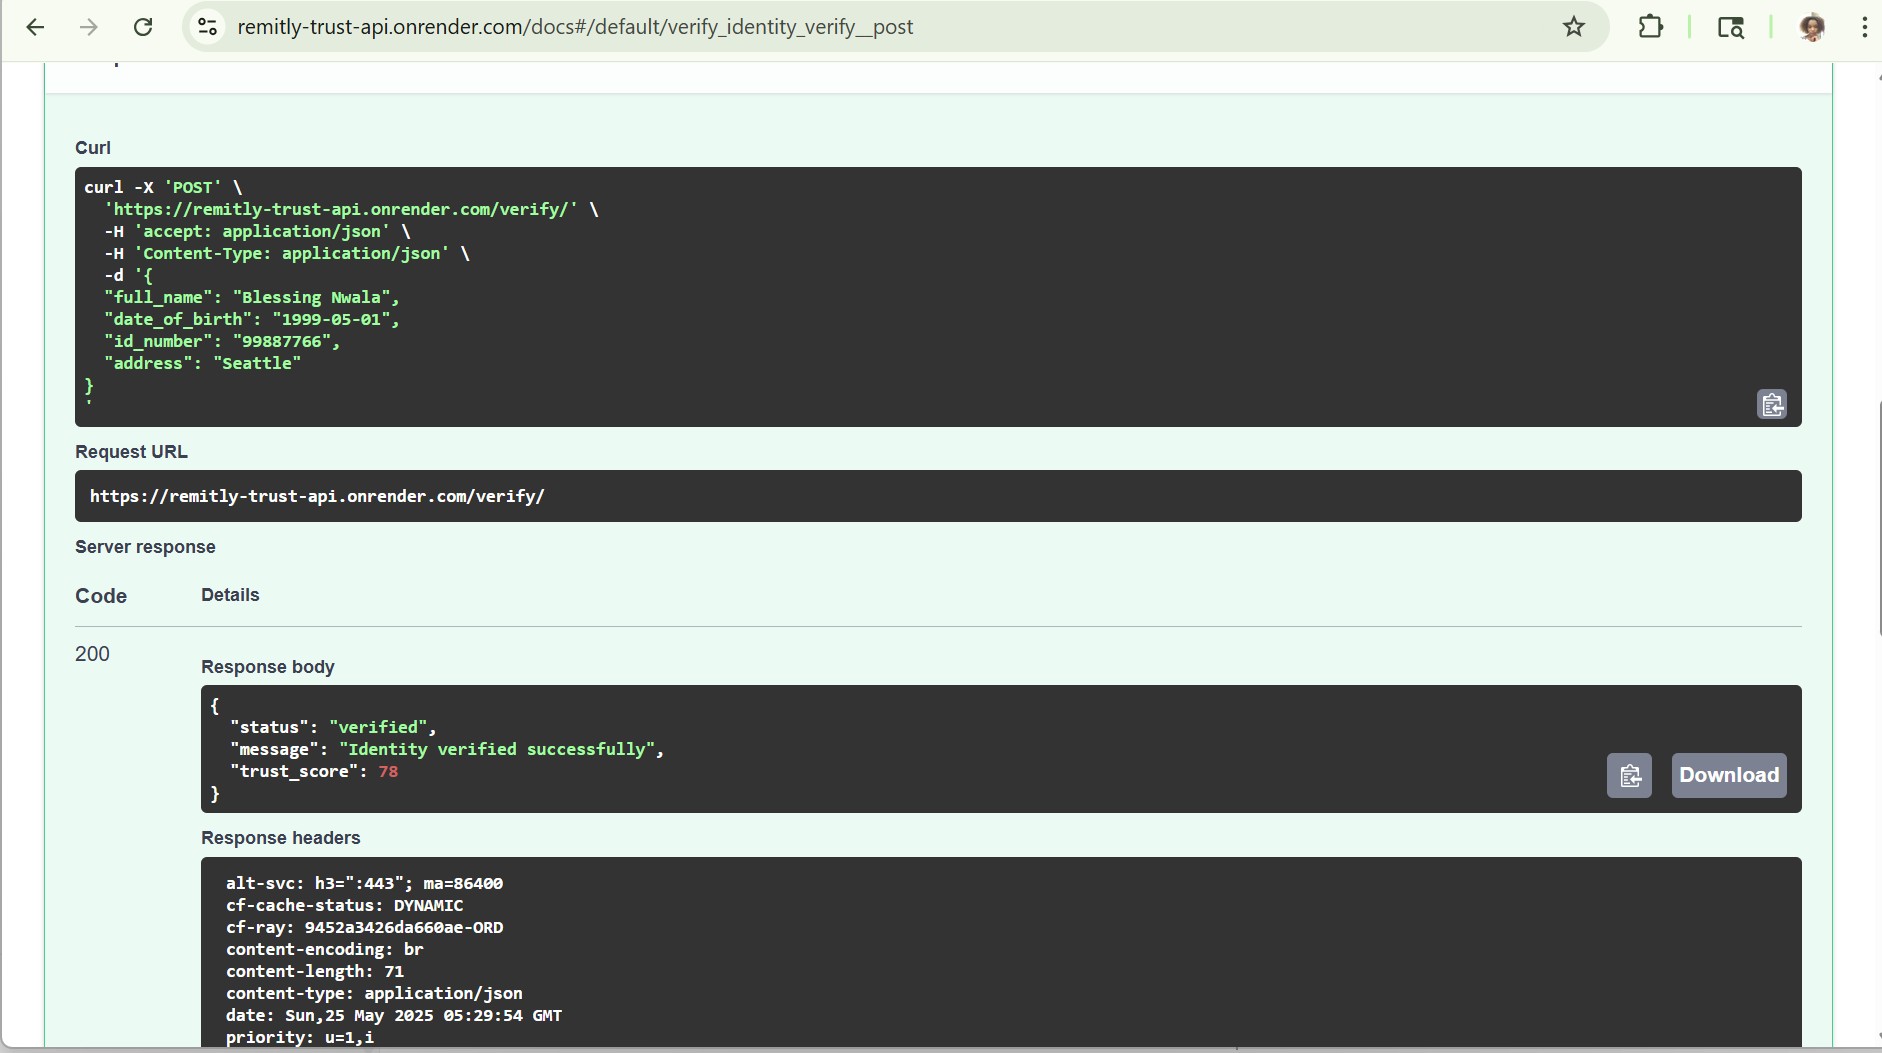 remitly-trust-api.onrender.com/docs#/default/verify_identity_verify__post
Curl
curl -X 'POST' \
'https://remitly-trust-api.onrender.com/verify/' \
-H 'accept: application/json' \
-H 'Content-Type: application/json' \
-d '{
"full_name": "Blessing Nwala",
"date_of_birth": "1999-05-01",
"id_number": "99887766",
"address": "Seattle"
}
'
Request URL
https://remitly-trust-api.onrender.com/verify/
Server response
Code Details
200
Response body
{
"status": "verified",
"message": "Identity verified successfully",
"trust_score": 78
}
Download
Response headers
alt-svc: h3=":443"; ma=86400
cf-cache-status: DYNAMIC
cf-ray: 9452a3426da660ae-ORD
content-encoding: br
content-length: 71
content-type: application/json
date: Sun,25 May 2025 05:29:54 GMT
priority: u=1,i